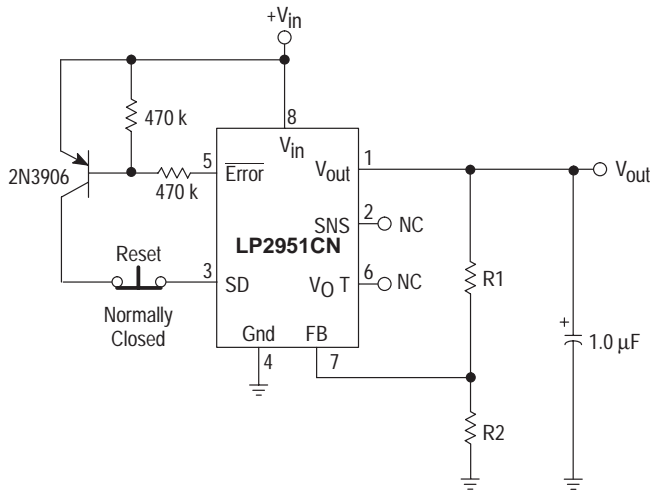 +Vin
470 k
8
Vin
2N3906
470 k
5
Error
Vout
1
Vout
SNS
2
NC
LP2951CN
Reset
3
SD
VO T
6
NC
R1
Normally
Closed
Gnd
FB
4
7
+
1.0 µF
R2